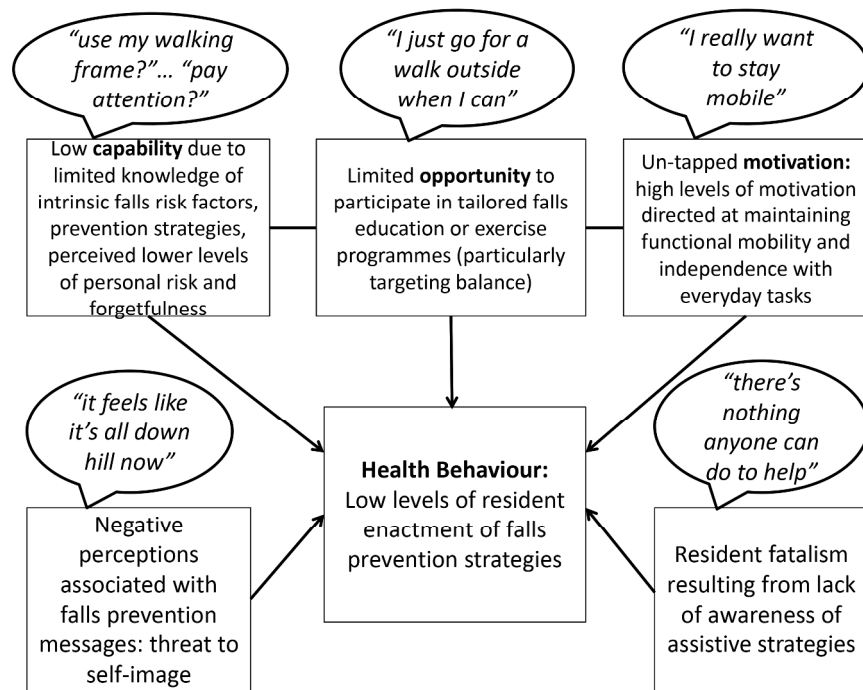 “use my walking
frame?”... “pay
attention?”
“I just go for a
walk outside
when I can”
“I really want
to stay
mobile”
Low capability due to
limited knowledge of
intrinsic falls risk factors,
prevention strategies,
perceived lower levels
of personal risk and
forgetfulness
Limited opportunity to
participate in tailored falls
education or exercise
programmes (particularly
targeting balance)
Un-tapped motivation:
high levels of motivation
directed at maintaining
functional mobility and
independence with
everyday tasks
“it feels like
it’s all down
hill now”
“there’s
nothing
anyone can
do to help”
Health Behaviour:
Low levels of resident
enactment of falls
prevention strategies
Negative
perceptions
associated with
falls prevention
messages: threat to
self-image
Resident fatalism
resulting from lack
of awareness of
assistive strategies